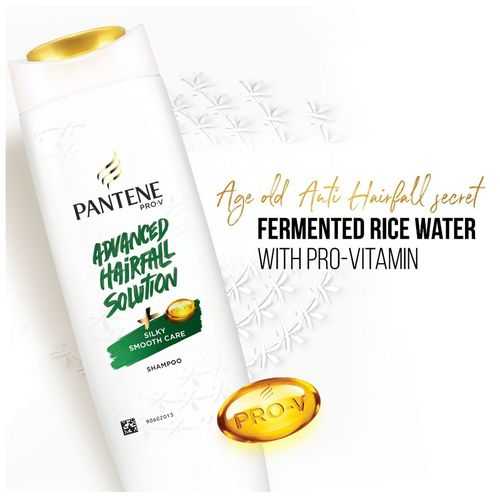 PANTENE
PRO-V
ADVANCED
HAIRFALL
SOLUTION
+
SILKY
SMOOTH CARE
SHAMPOO
90602015
Age old Anti Hairfall secret
FERMENTED RICE WATER
WITH PRO-VITAMIN
PRO-V